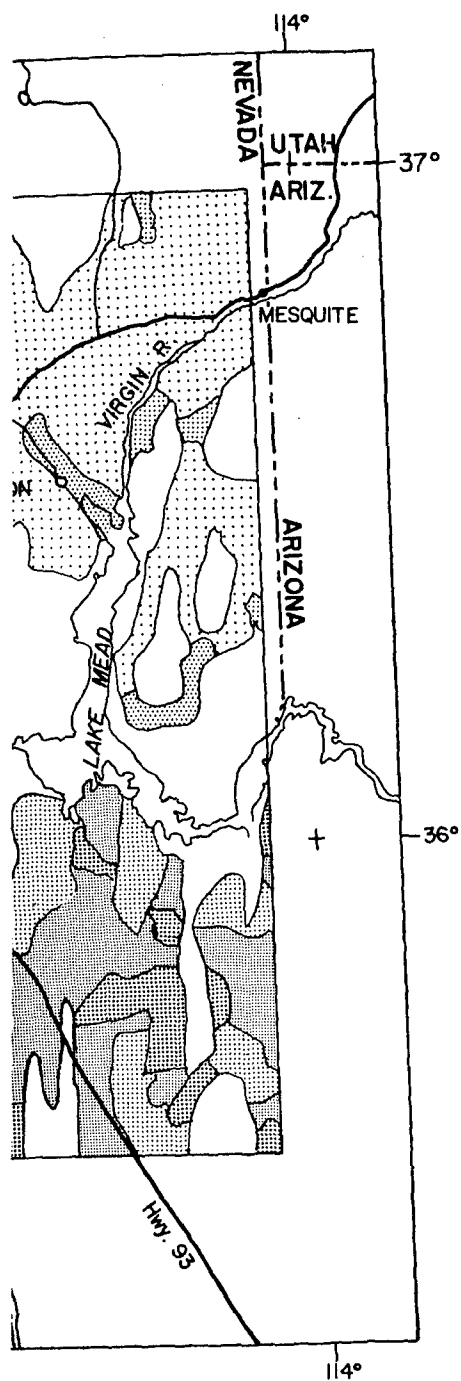 114°
NEVADA
UTAH
37°
ARIZ.
MESQUITE
VIRGIN R.
ON
ARIZONA
LAKE MEAD
36°
Hwy. 93
114°